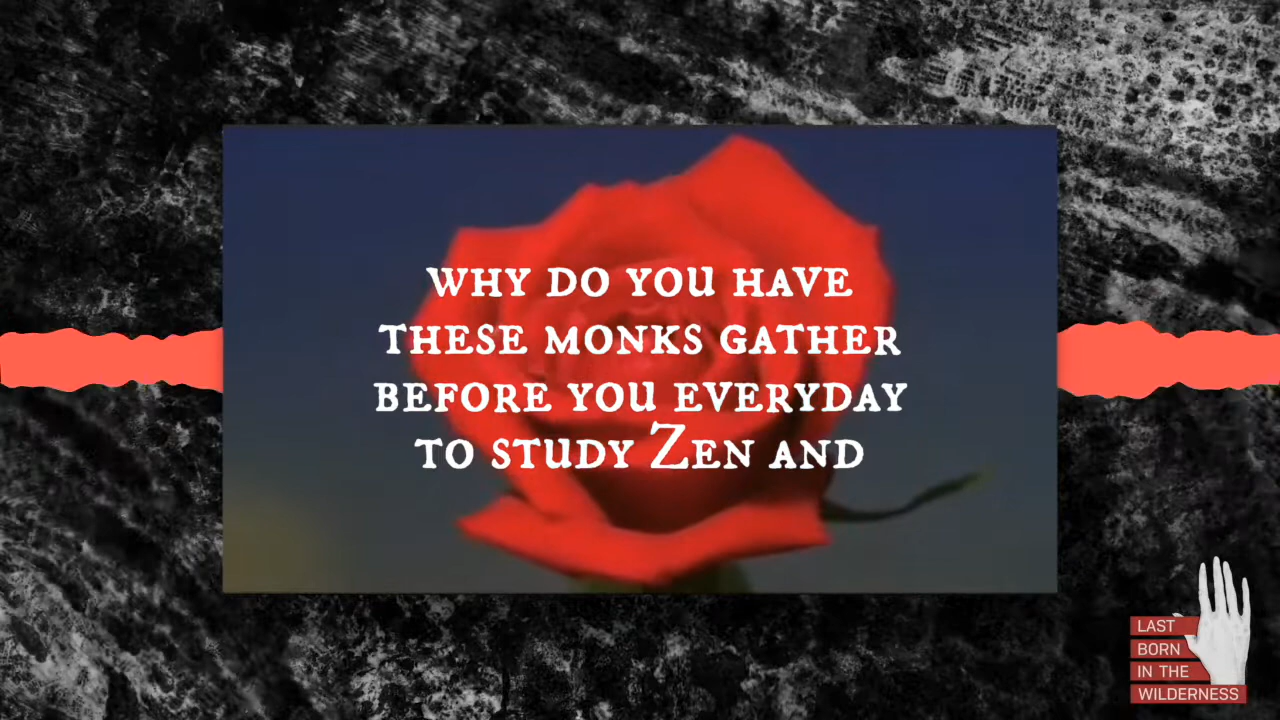 WHY DO YOU HAVE
THESE MONKS GATHER
BEFORE YOU EVERYDAY
TO STUDY ZEN AND
LAST
BORN
IN THE
WILDERNESS